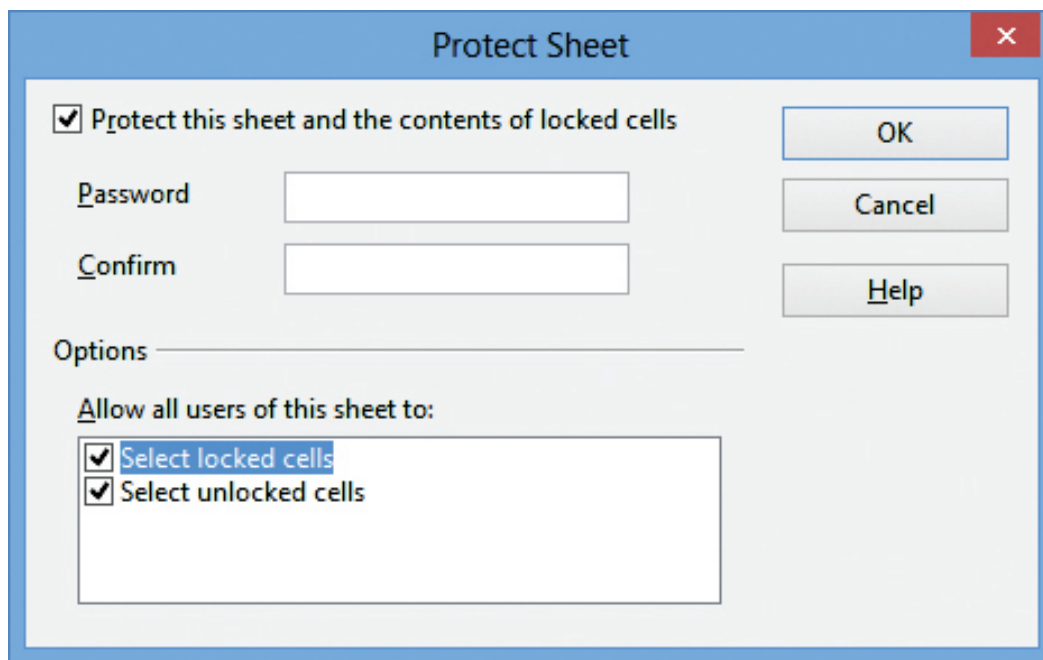 Protect Sheet
Protect this sheet and the contents of locked cells
OK
Password
Cancel
Confirm
Help
Options
Allow all users of this sheet to:
Select locked cells
Select unlocked cells